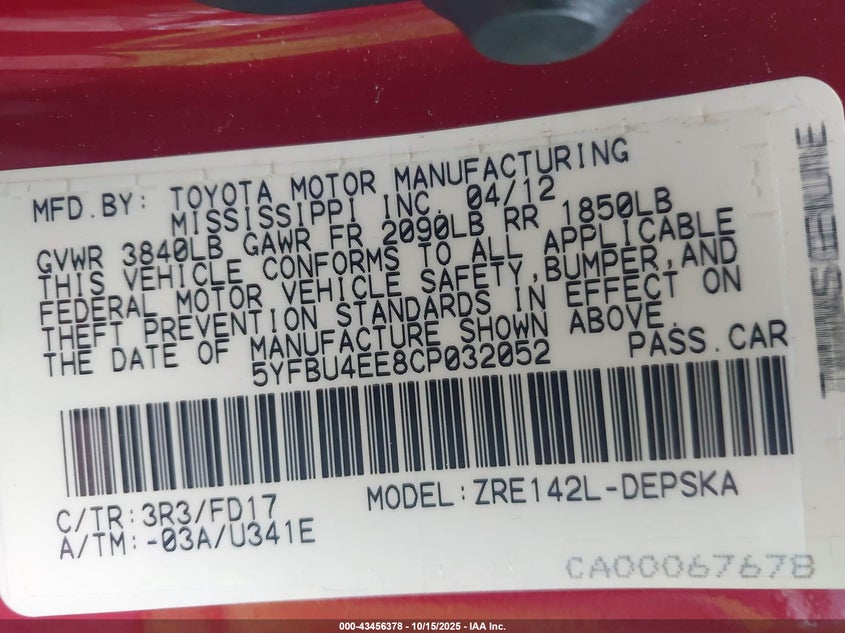 MFD.BY: TOYOTA MOTOR MANUFACTURING
MISSISSIPPI INC. 04/12
GVWR 3840LB GAWR FR 2090LB RR 1850LB
THIS VEHICLE CONFORMS TO ALL APPLICABLE
FEDERAL MOTOR VEHICLE SAFETY,BUMPER,AND
THEFT PREVENTION STANDARDS IN EFFECT ON
THE DATE OF MANUFACTURE SHOWN ABOVE.
5YFBU4EE8CP032052 PASS.CAR
C/TR:3R3/FD17 MODEL:ZRE142L-DEPSKA
A/TM:-03A/U341E
CA00067678
000-43456378 - 10/15/2025 - IAA Inc.